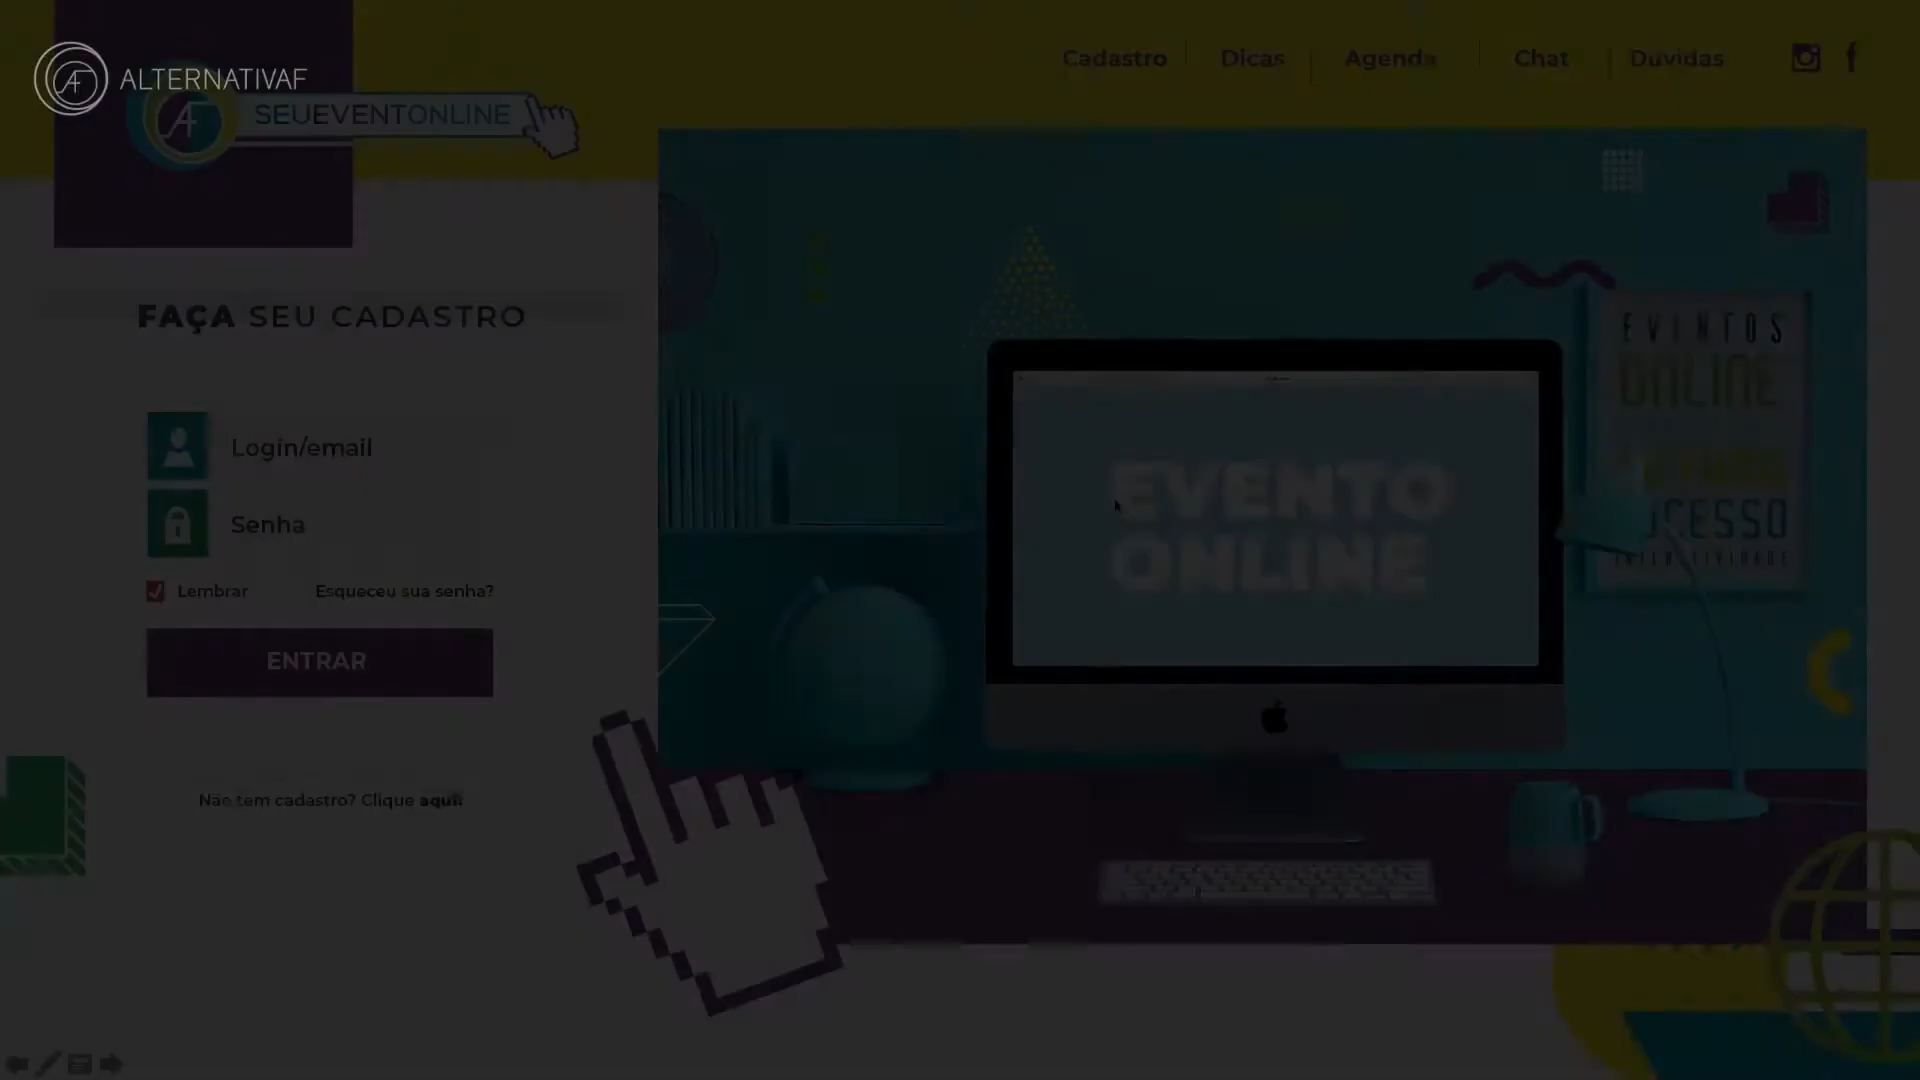 ALTERNATIVAF
SEUEVENTONLINE
Cadastro
Dicas
Agenda
Chat
Duvidas
FAÇA SEU CADASTRO
Login/email
Senha
Lembrar
Esqueceu sua senha?
ENTRAR
Não tem cadastro? Clique aqui!
EVENTO
ONLINE
EVENTOS
ONLINE